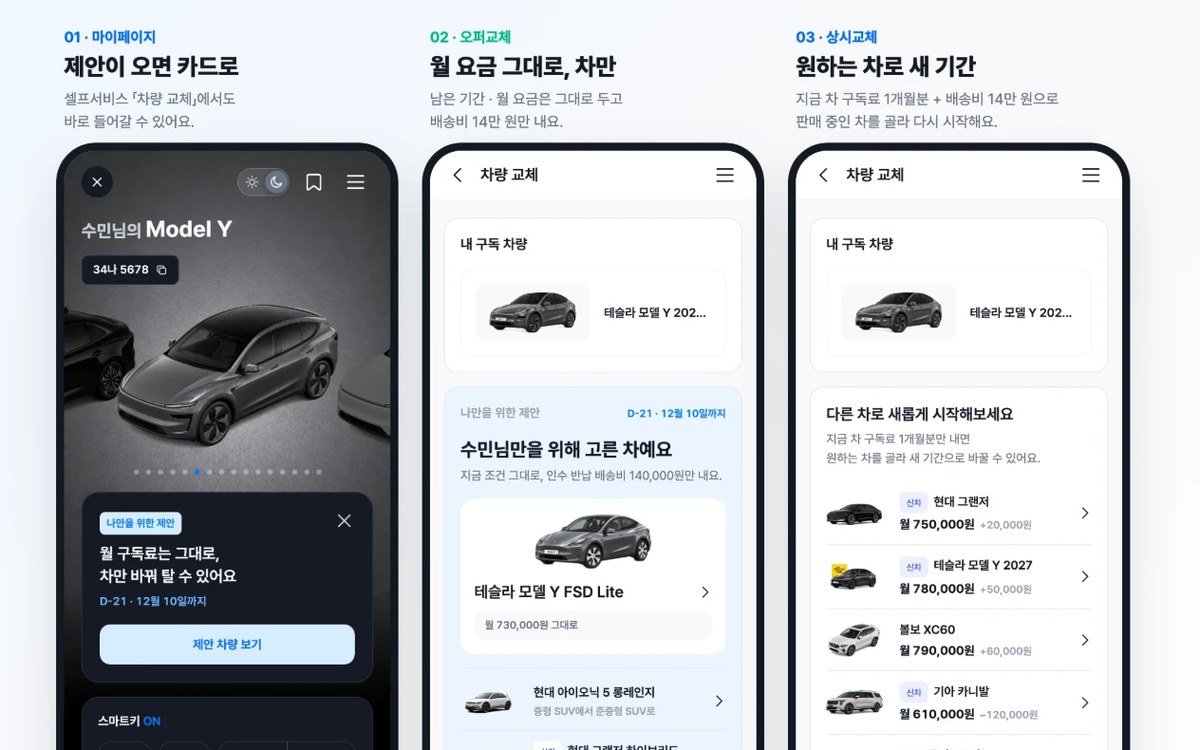 01 · 마이페이지
제안이 오면 카드로
셀프서비스 「차량 교체」에서도
바로 들어갈 수 있어요.
수민님의 Model Y
34나 5678
나만을 위한 제안
월 구독료는 그대로,
차만 바꿔 탈 수 있어요
D-21 · 12월 10일까지
제안 차량 보기
스마트키 ON
02 · 오퍼교체
월 요금 그대로, 차만
남은 기간 · 월 요금은 그대로 두고
배송비 14만 원만 내요.
차량 교체
내 구독 차량
테슬라 모델 Y 202...
나만을 위한 제안
D-21 · 12월 10일까지
수민님만을 위해 고른 차예요
지금 조건 그대로, 인수 반납 배송비 140,000원만 내요.
테슬라 모델 Y FSD Lite
월 730,000원 그대로
현대 아이오닉 5 롱레인지
중형 SUV에서 준중형 SUV로
03 · 상시교체
원하는 차로 새 기간
지금 차 구독료 1개월분 + 배송비 14만 원으로
판매 중인 차를 골라 다시 시작해요.
차량 교체
내 구독 차량
테슬라 모델 Y 202...
다른 차로 새롭게 시작해보세요
지금 차 구독료 1개월분만 내면
원하는 차를 골라 새 기간으로 바꿀 수 있어요.
신차 현대 그랜저
월 750,000원 +20,000원
신차 테슬라 모델 Y 2027
월 780,000원 +50,000원
볼보 XC60
월 790,000원 +60,000원
신차 기아 카니발
월 610,000원 −120,000원